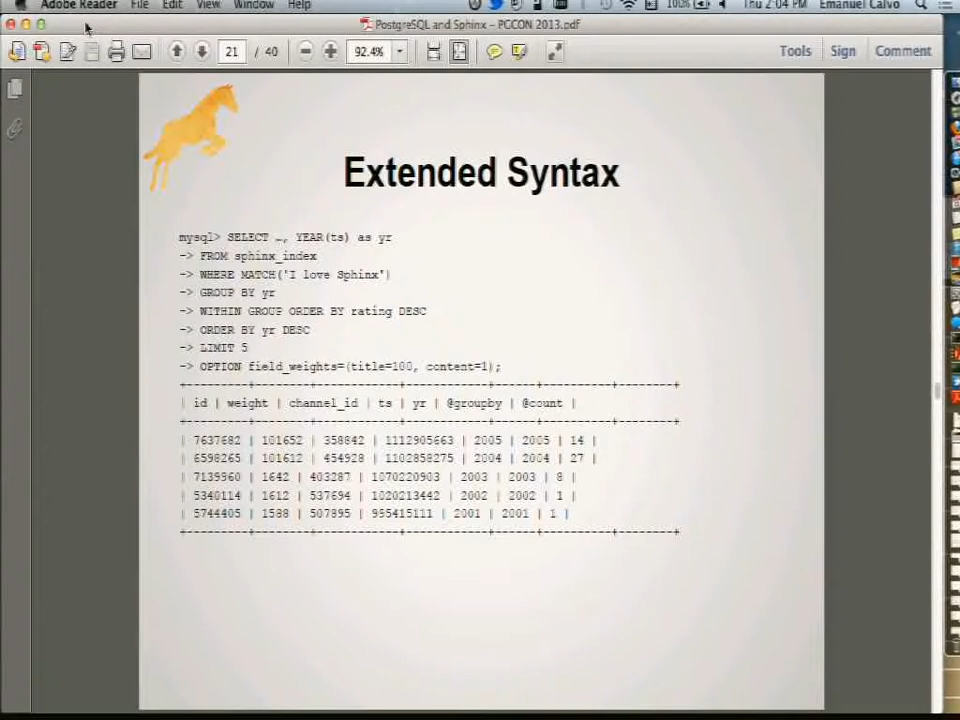 Adobe Reader File Edit View Window Help 100% Thu 2:04 PM Emanuel Calvo
PostgreSQL and Sphinx – PGCON 2013.pdf
21 / 40 92.4% Tools Sign Comment
Extended Syntax
mysql> SELECT …, YEAR(ts) as yr
-> FROM sphinx_index
-> WHERE MATCH('I love Sphinx')
-> GROUP BY yr
-> WITHIN GROUP ORDER BY rating DESC
-> ORDER BY yr DESC
-> LIMIT 5
-> OPTION field_weights=(title=100, content=1);
+---------+--------+------------+------------+------+----------+--------+
| id | weight | channel_id | ts | yr | @groupby | @count |
+---------+--------+------------+------------+------+----------+--------+
| 7637682 | 101652 | 358842 | 1112905663 | 2005 | 2005 | 14 |
| 6598265 | 101612 | 454928 | 1102858275 | 2004 | 2004 | 27 |
| 7139960 | 1642 | 403287 | 1070220903 | 2003 | 2003 | 8 |
| 5340114 | 1612 | 537694 | 1020213442 | 2002 | 2002 | 1 |
| 5744405 | 1588 | 507895 | 995415111 | 2001 | 2001 | 1 |
+---------+--------+------------+------------+------+----------+--------+